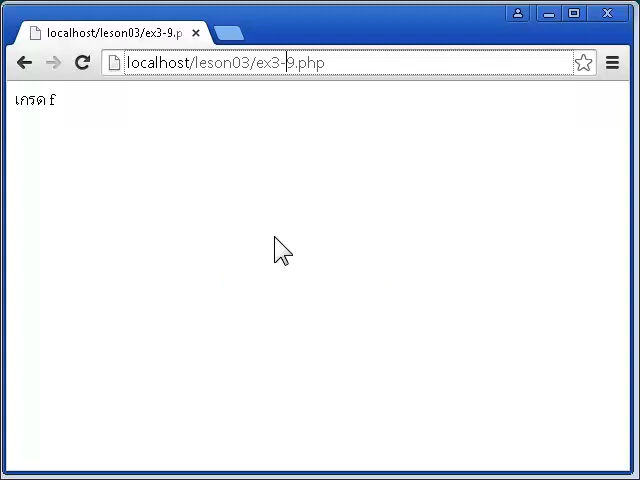 localhost/leson03/ex3-9.p
localhost/leson03/ex3-9.php
เกรด f